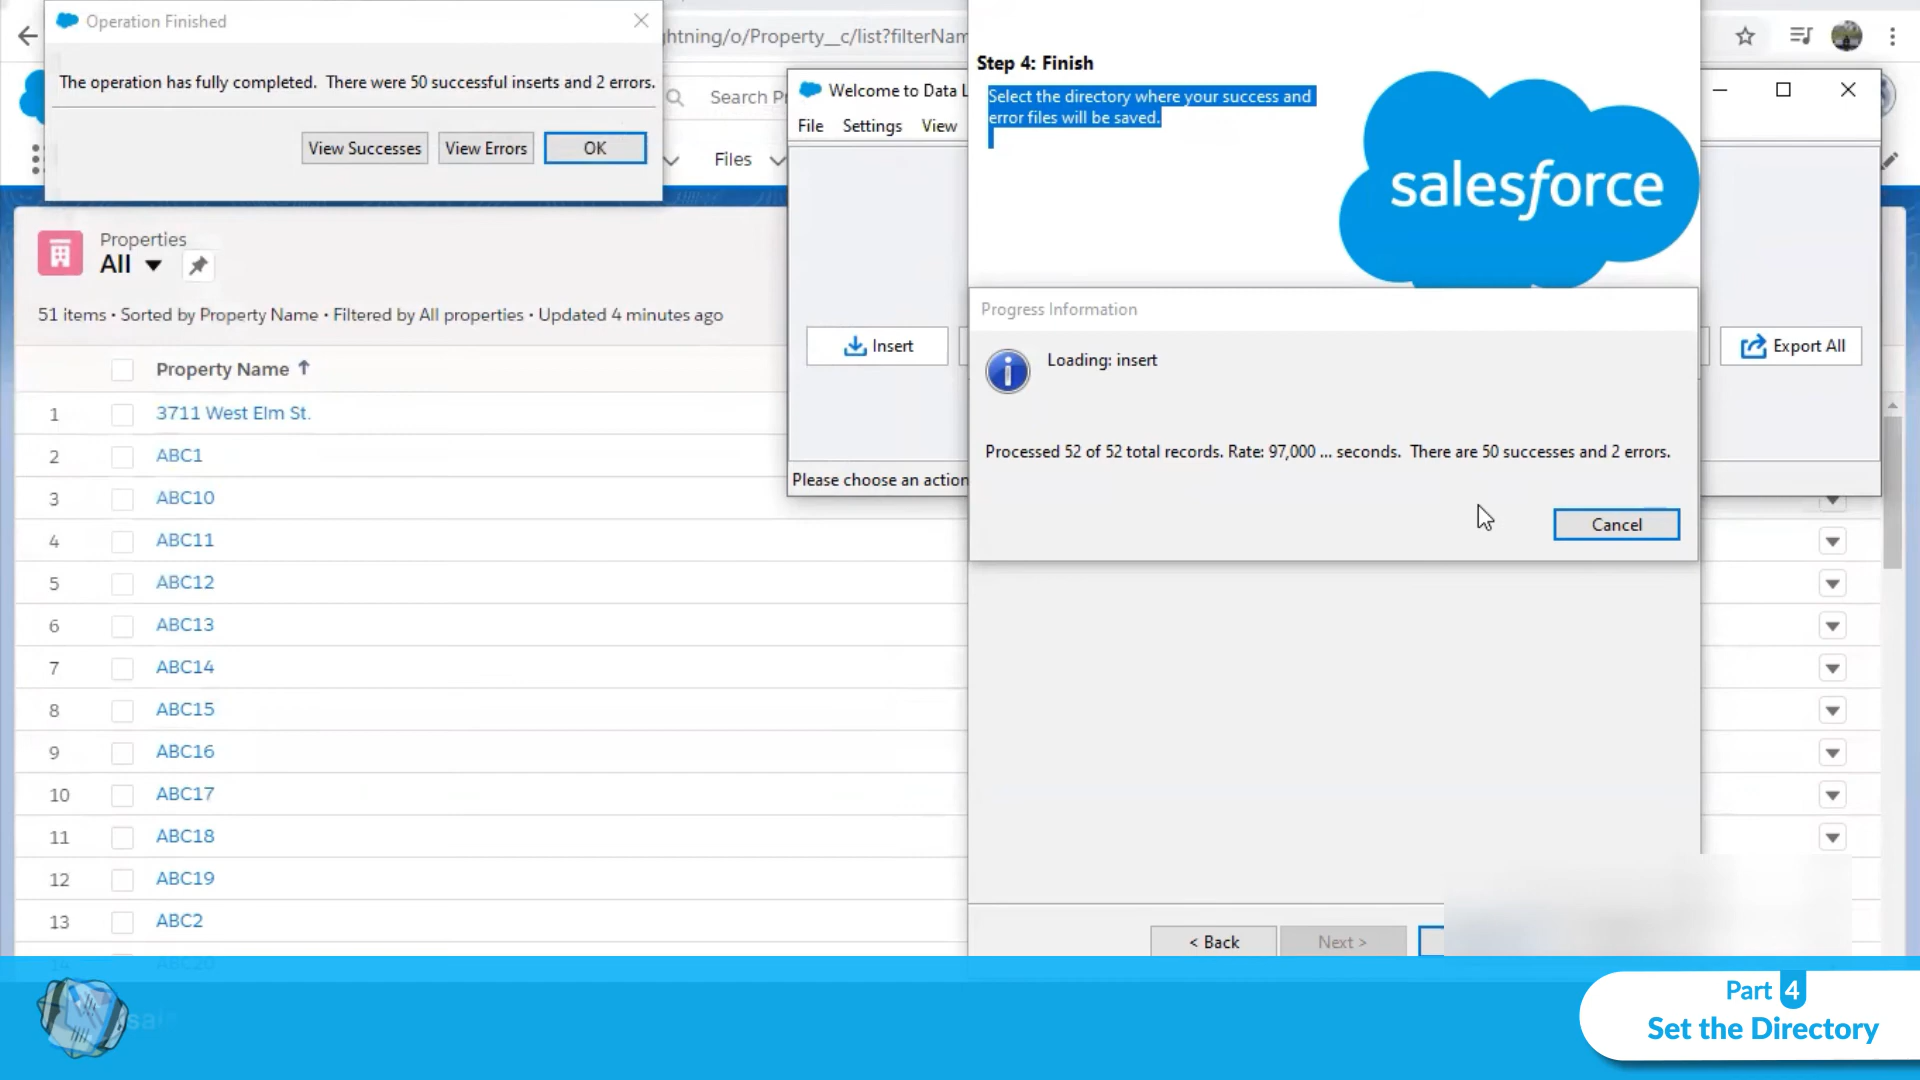 Operation Finished
The operation has fully completed.  There were 50 successful inserts and 2 errors.
View Successes
View Errors
OK
htning/o/Property__c/list?filterNam
Search Pr
Files
Properties
All
51 items • Sorted by Property Name • Filtered by All properties • Updated 4 minutes ago
Property Name
1 3711 West Elm St.
2 ABC1
3 ABC10
4 ABC11
5 ABC12
6 ABC13
7 ABC14
8 ABC15
9 ABC16
10 ABC17
11 ABC18
12 ABC19
13 ABC2
14 ABC20
Welcome to Data L
File Settings View
Insert
Export All
Please choose an action
Step 4: Finish
Select the directory where your success and
error files will be saved.
salesforce
Progress Information
Loading: insert
Processed 52 of 52 total records. Rate: 97,000 ... seconds.  There are 50 successes and 2 errors.
Cancel
< Back
Next >
Part 4
Set the Directory